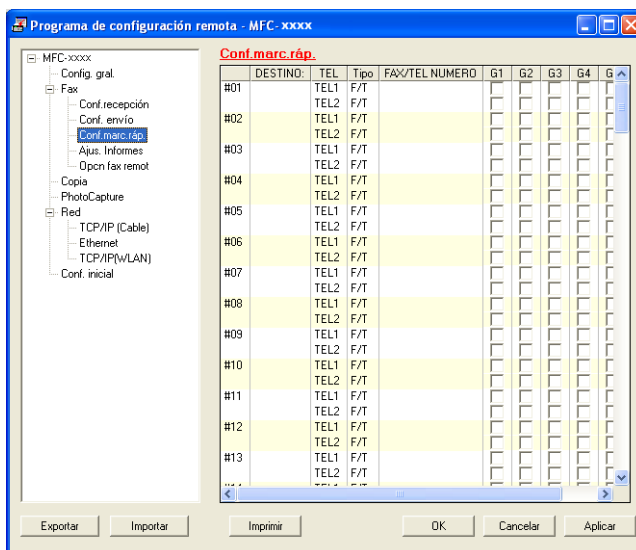 Programa de configuración remota - MFC-xxxx
MFC-xxxx
Config. gral.
Fax
Conf.recepción
Conf. envío
Conf.marc.ráp.
Ajus. Informes
Opcn fax remot
Copia
PhotoCapture
Red
TCP/IP (Cable)
Ethernet
TCP/IP(WLAN)
Conf. inicial
Conf.marc.ráp.
DESTINO: TEL Tipo FAX/TEL NUMERO G1 G2 G3 G4 G
#01 TEL1 F/T
TEL2 F/T
#02 TEL1 F/T
TEL2 F/T
#03 TEL1 F/T
TEL2 F/T
#04 TEL1 F/T
TEL2 F/T
#05 TEL1 F/T
TEL2 F/T
#06 TEL1 F/T
TEL2 F/T
#07 TEL1 F/T
TEL2 F/T
#08 TEL1 F/T
TEL2 F/T
#09 TEL1 F/T
TEL2 F/T
#10 TEL1 F/T
TEL2 F/T
#11 TEL1 F/T
TEL2 F/T
#12 TEL1 F/T
TEL2 F/T
#13 TEL1 F/T
TEL2 F/T
Exportar Importar Imprimir OK Cancelar Aplicar